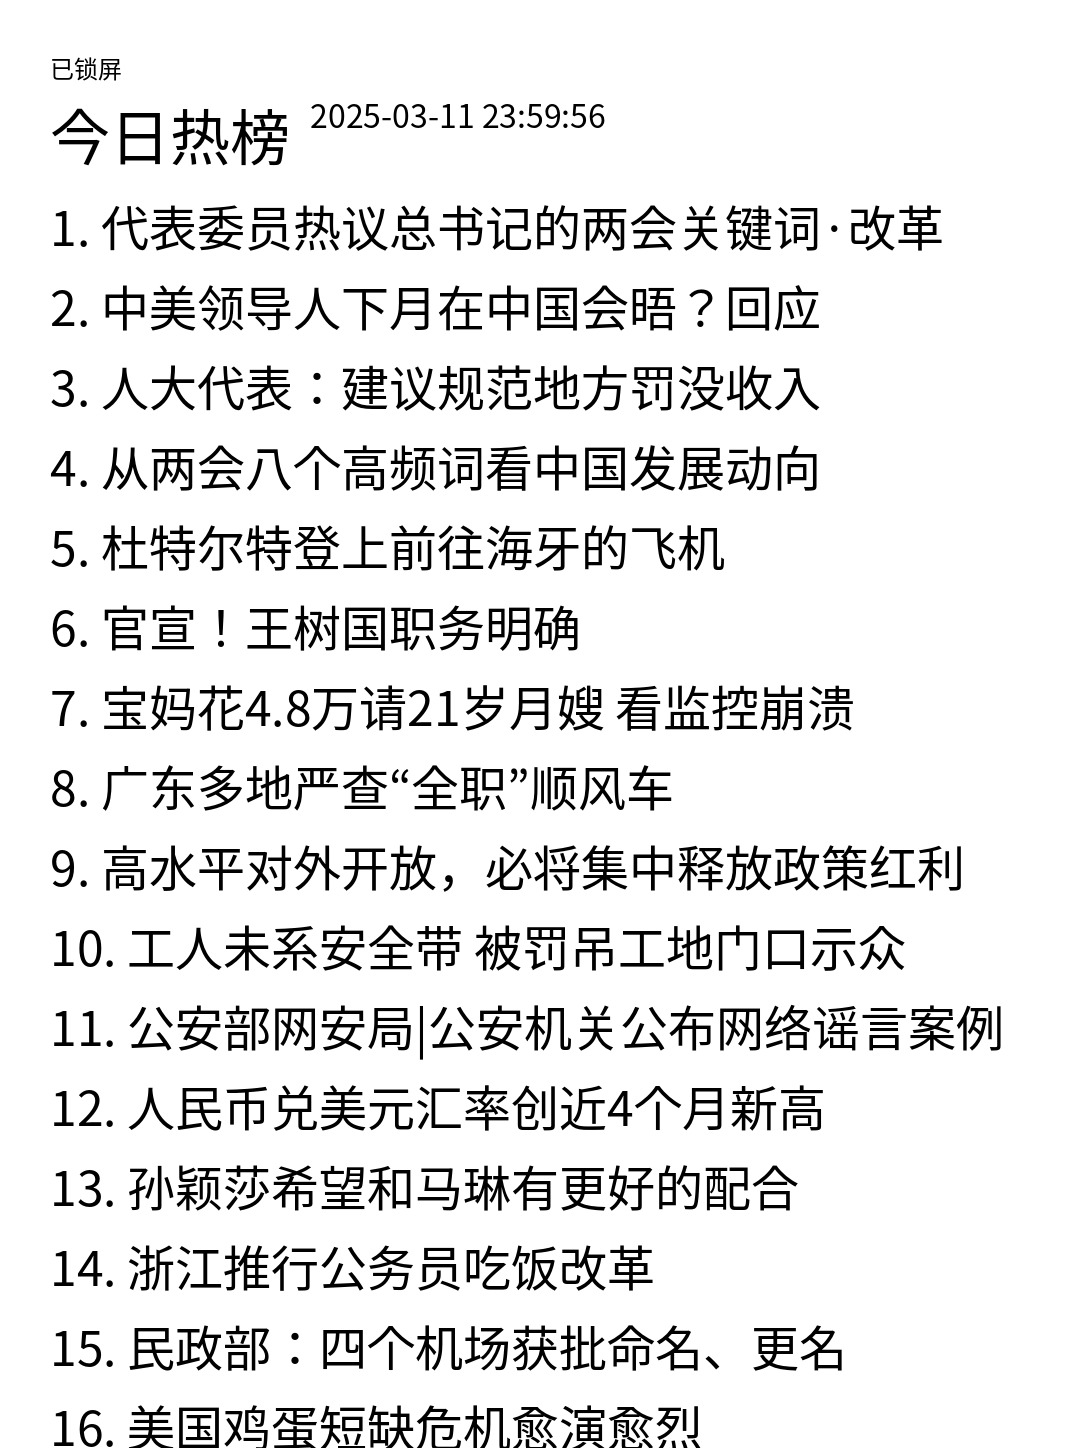 已锁屏
今日热榜 2025-03-11 23:59:56
1. 代表委员热议总书记的两会关键词·改革
2. 中美领导人下月在中国会晤？回应
3. 人大代表：建议规范地方罚没收入
4. 从两会八个高频词看中国发展动向
5. 杜特尔特登上前往海牙的飞机
6. 官宣！王树国职务明确
7. 宝妈花4.8万请21岁月嫂 看监控崩溃
8. 广东多地严查“全职”顺风车
9. 高水平对外开放，必将集中释放政策红利
10. 工人未系安全带 被罚吊工地门口示众
11. 公安部网安局|公安机关公布网络谣言案例
12. 人民币兑美元汇率创近4个月新高
13. 孙颖莎希望和马琳有更好的配合
14. 浙江推行公务员吃饭改革
15. 民政部：四个机场获批命名、更名
16. 美国鸡蛋短缺危机愈演愈烈